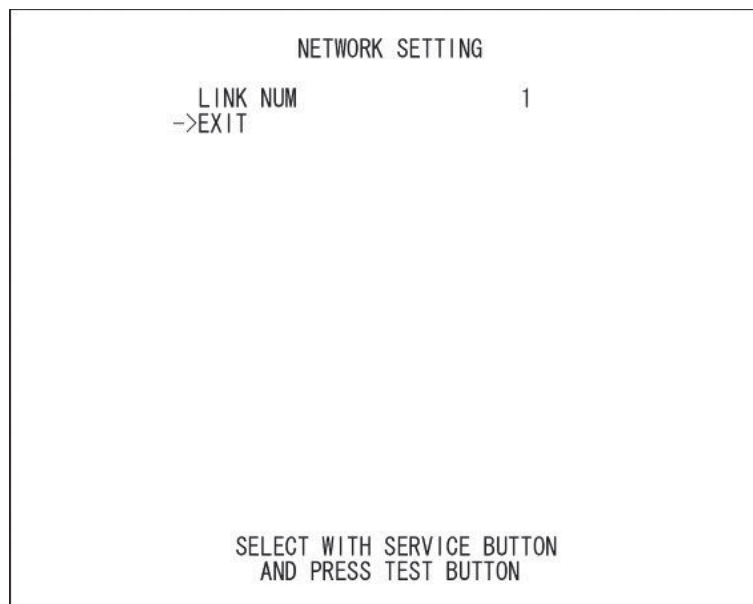 NETWORK SETTING
LINK NUM 1
->EXIT
SELECT WITH SERVICE BUTTON
AND PRESS TEST BUTTON